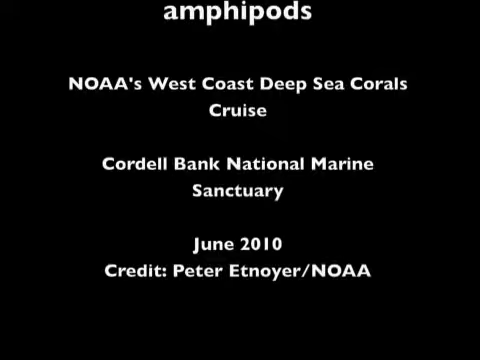 amphipods
NOAA's West Coast Deep Sea Corals
Cruise
Cordell Bank National Marine
Sanctuary
June 2010
Credit: Peter Etnoyer/NOAA